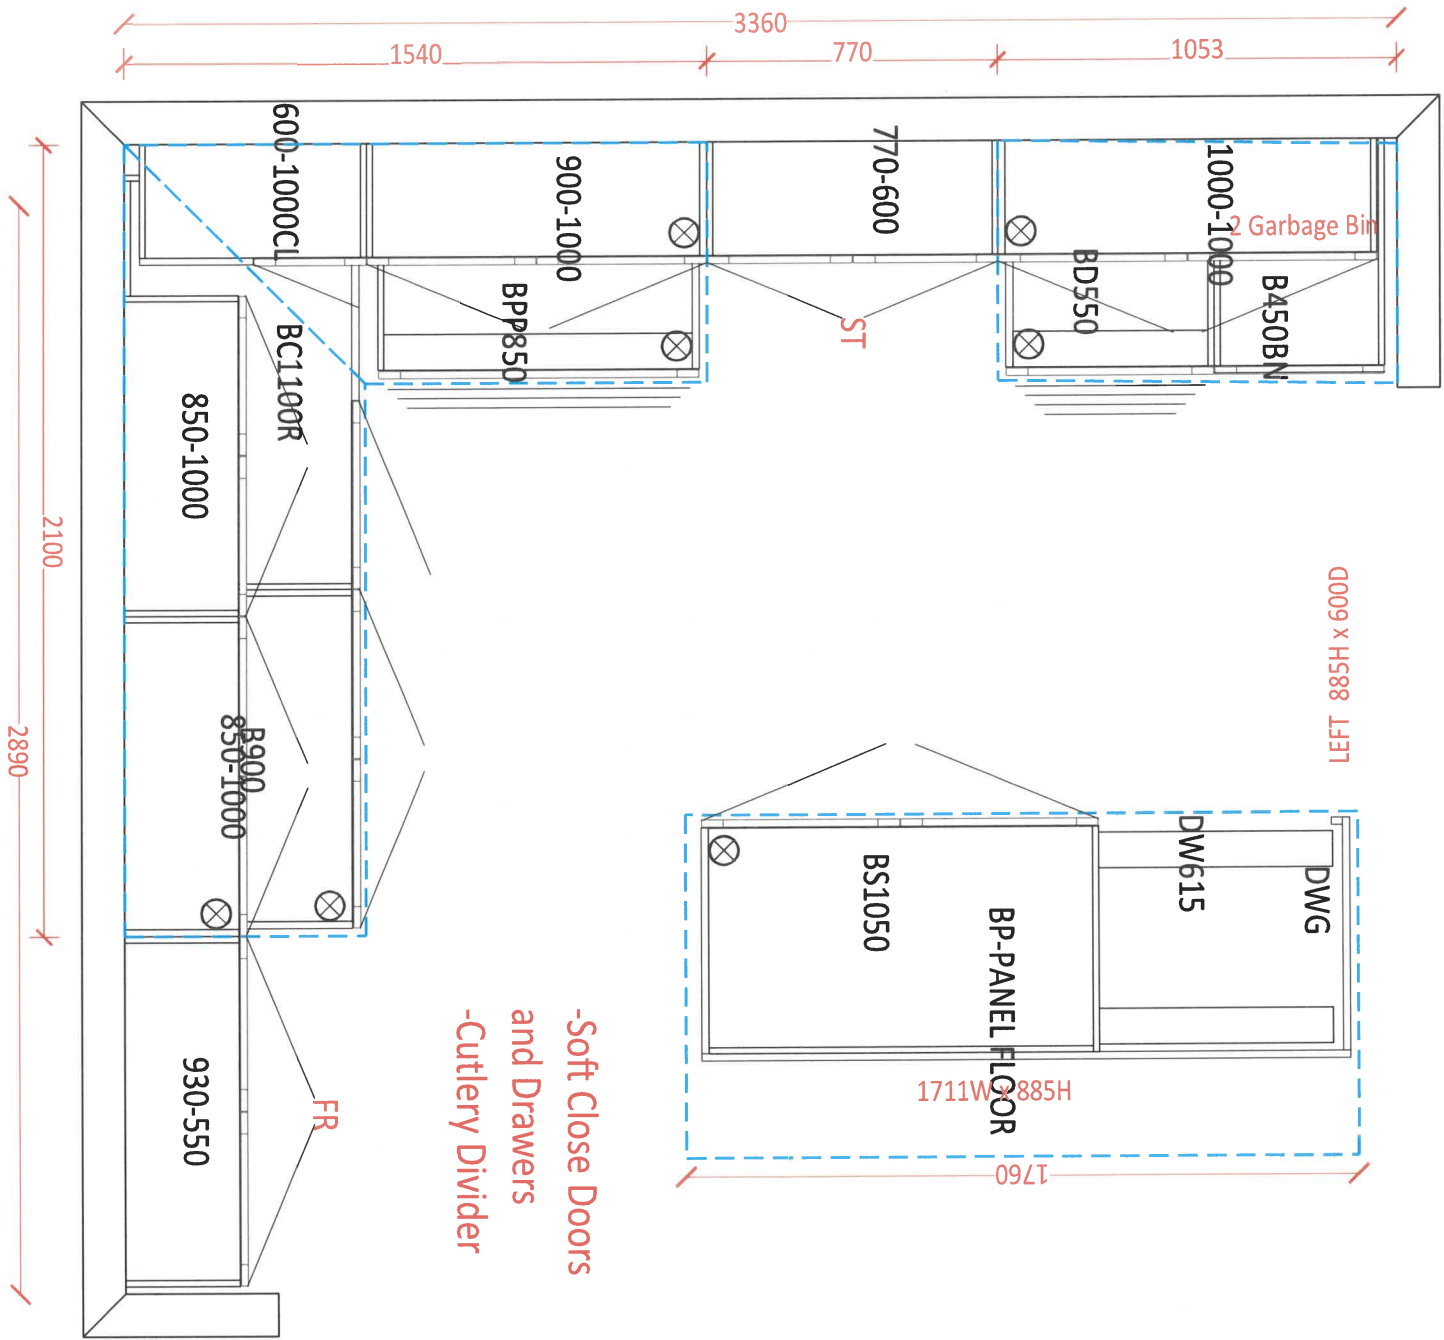 3360
1540
770
1053
600-1000CL
900-1000
770-600
1000-1000
2 Garbage Bin
BPP850
ST
BD550
B450BN
BC1100R
850-1000
2100
2890
B900
850-1000
LEFT 885H x 600D
DW615
DWG
BS1050
BP-PANEL FLOOR
1711W x 885H
1760
930-550
FR
-Soft Close Doors
and Drawers
-Cutlery Divider